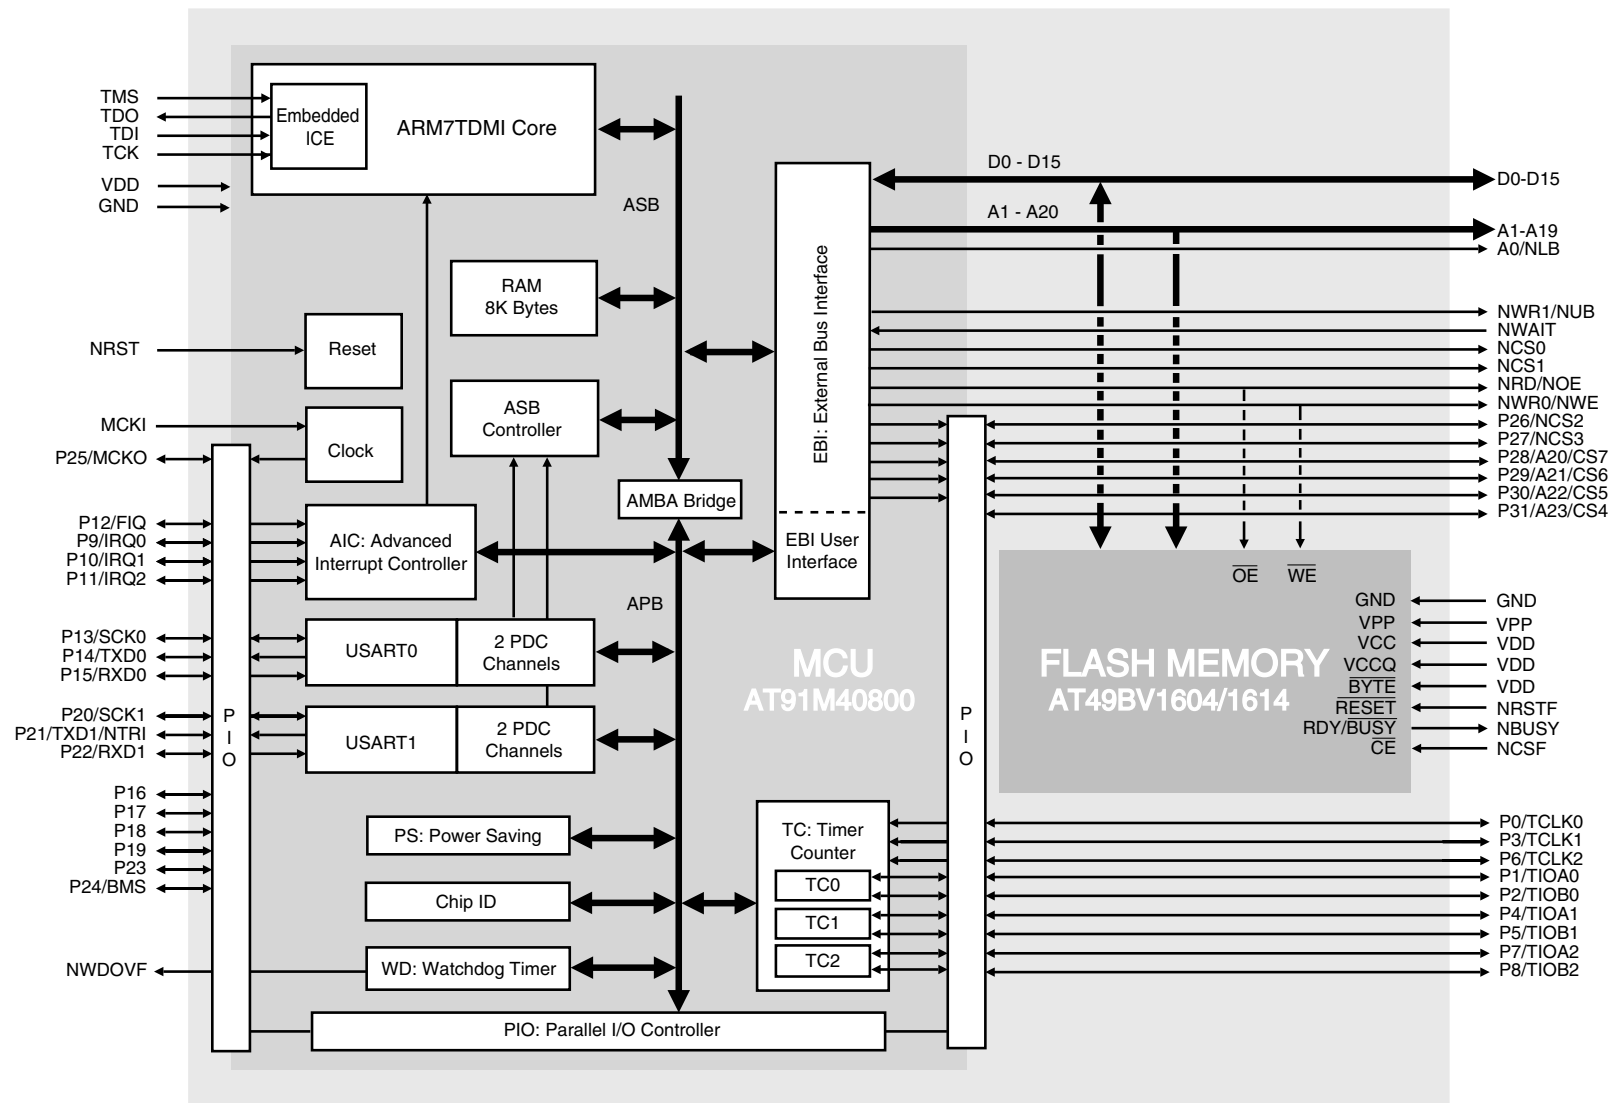 TMS
TDO
TDI
TCK
VDD
GND
NRST
MCKI
P25/MCKO
P12/FIQ
P9/IRQ0
P10/IRQ1
P11/IRQ2
P13/SCK0
P14/TXD0
P15/RXD0
P20/SCK1
P21/TXD1/NTRI
P22/RXD1
P16
P17
P18
P19
P23
P24/BMS
NWDOVF
P
I
O
Embedded
ICE
ARM7TDMI Core
ASB
RAM
8K Bytes
Reset
ASB
Controller
Clock
AMBA Bridge
AIC: Advanced
Interrupt Controller
APB
USART0
2 PDC
Channels
USART1
2 PDC
Channels
PS: Power Saving
Chip ID
WD: Watchdog Timer
PIO: Parallel I/O Controller
EBI: External Bus Interface
EBI User
Interface
MCU
AT91M40800
TC: Timer
Counter
TC0
TC1
TC2
P
I
O
D0 - D15
A1 - A20
OE
WE
FLASH MEMORY
AT49BV1604/1614
GND
VPP
VCC
VCCQ
BYTE
RESET
RDY/BUSY
CE
D0-D15
A1-A19
A0/NLB
NWR1/NUB
NWAIT
NCS0
NCS1
NRD/NOE
NWR0/NWE
P26/NCS2
P27/NCS3
P28/A20/CS7
P29/A21/CS6
P30/A22/CS5
P31/A23/CS4
GND
VPP
VDD
VDD
VDD
NRSTF
NBUSY
NCSF
P0/TCLK0
P3/TCLK1
P6/TCLK2
P1/TIOA0
P2/TIOB0
P4/TIOA1
P5/TIOB1
P7/TIOA2
P8/TIOB2